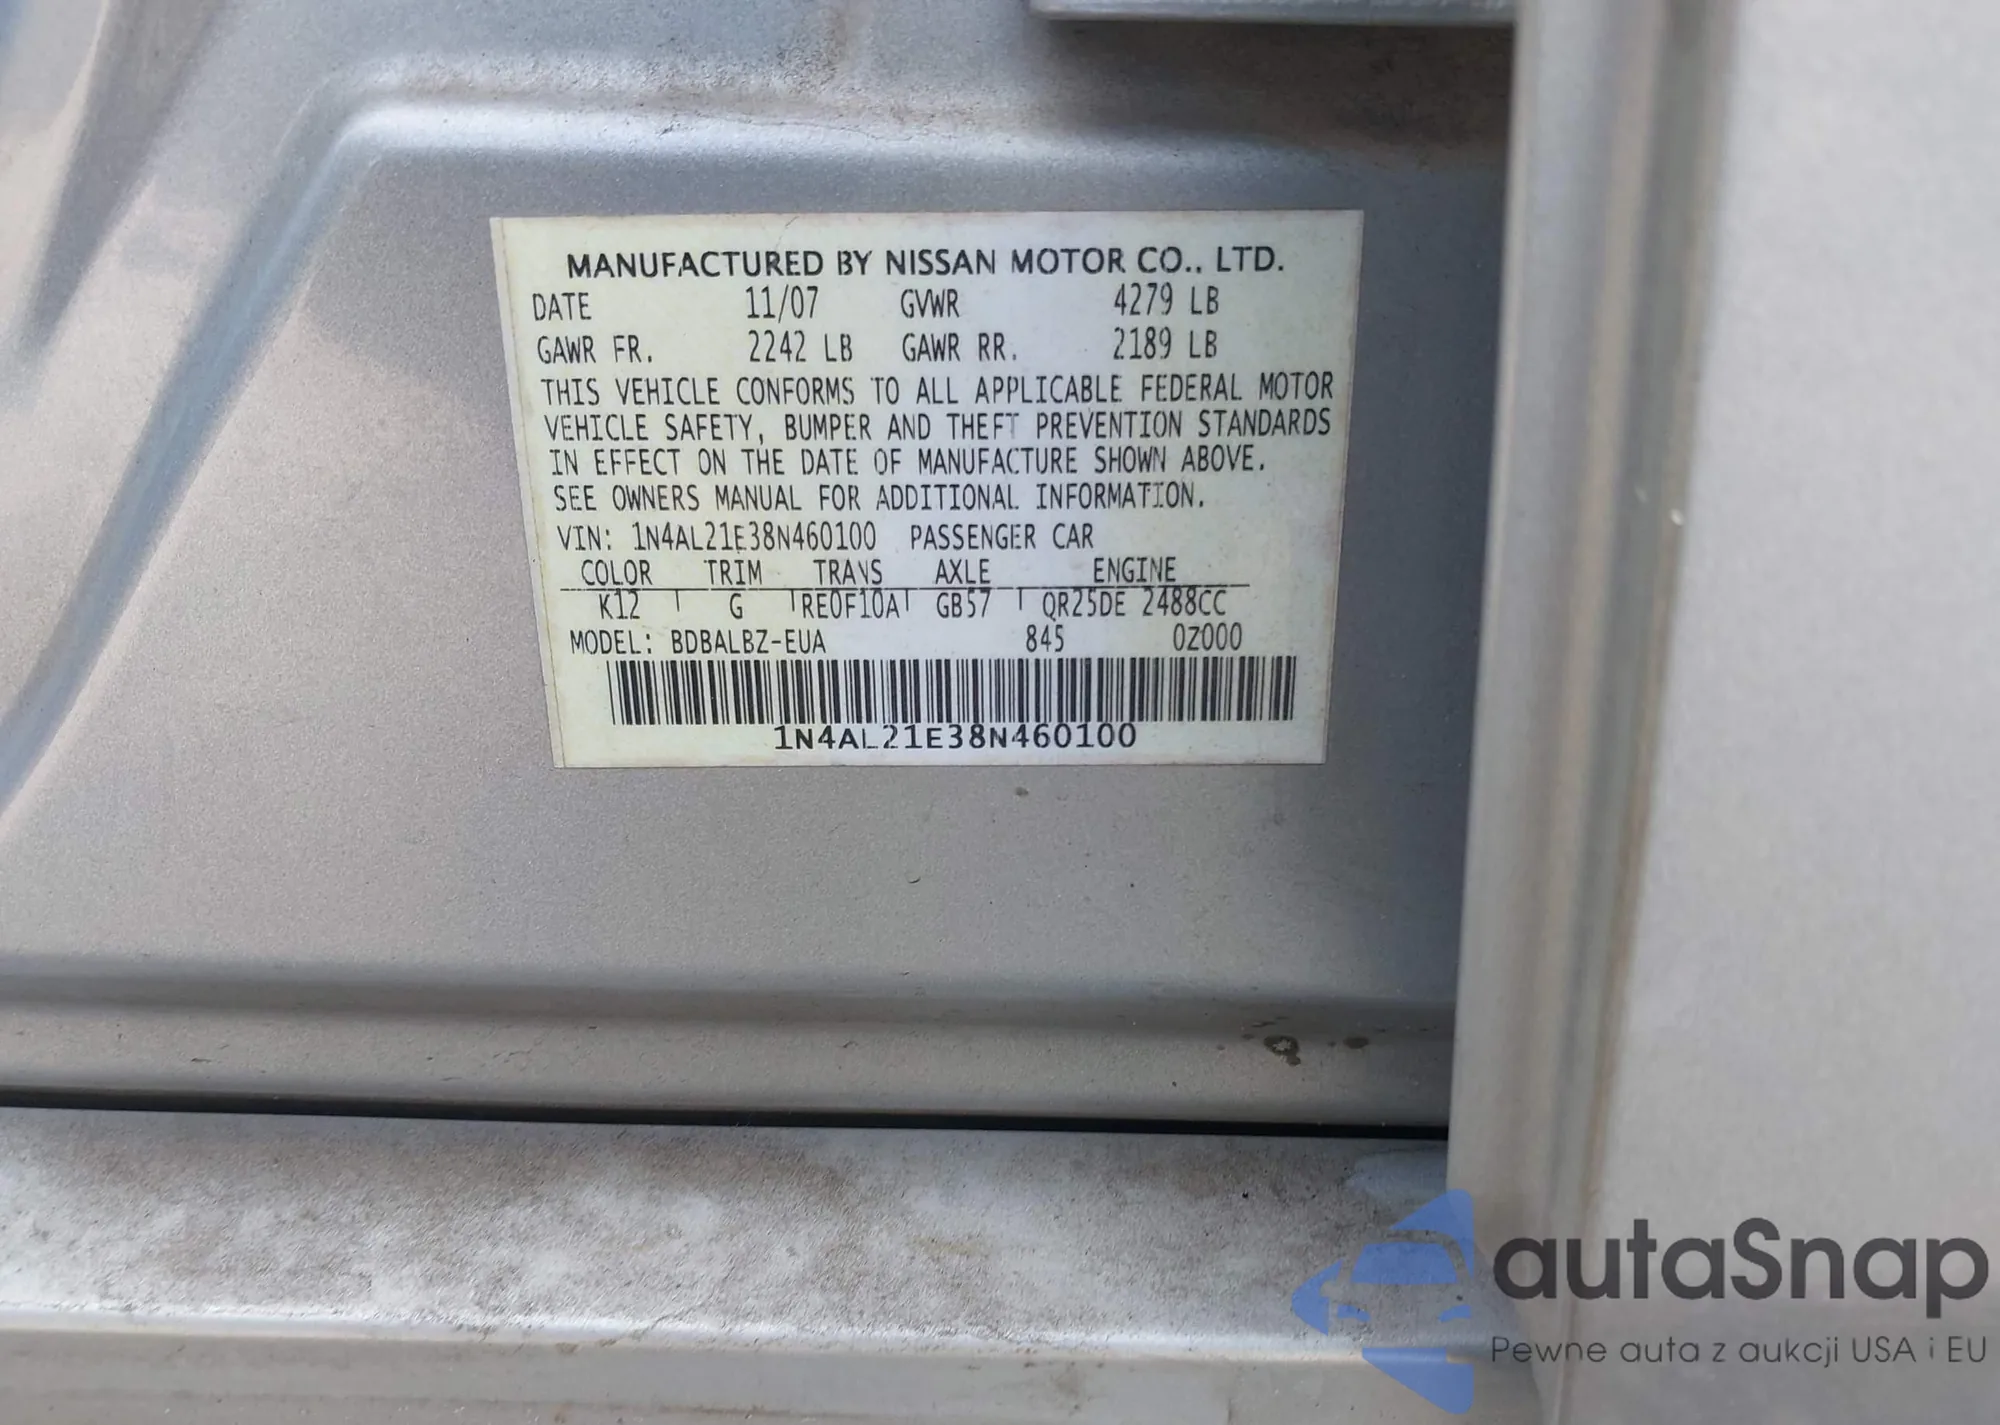 MANUFACTURED BY NISSAN MOTOR CO., LTD.
DATE 11/07 GVWR 4279 LB
GAWR FR. 2242 LB GAWR RR. 2189 LB
THIS VEHICLE CONFORMS TO ALL APPLICABLE FEDERAL MOTOR
VEHICLE SAFETY, BUMPER AND THEFT PREVENTION STANDARDS
IN EFFECT ON THE DATE OF MANUFACTURE SHOWN ABOVE.
SEE OWNERS MANUAL FOR ADDITIONAL INFORMATION.
VIN: 1N4AL21E38N460100 PASSENGER CAR
COLOR TRIM TRANS AXLE ENGINE
K12 G RE0F10A GB57 QR25DE 2488CC
MODEL: BDBALBZ-EUA 845 0Z000
1N4AL21E38N460100
autaSnap
Pewne auta z aukcji USA i EU